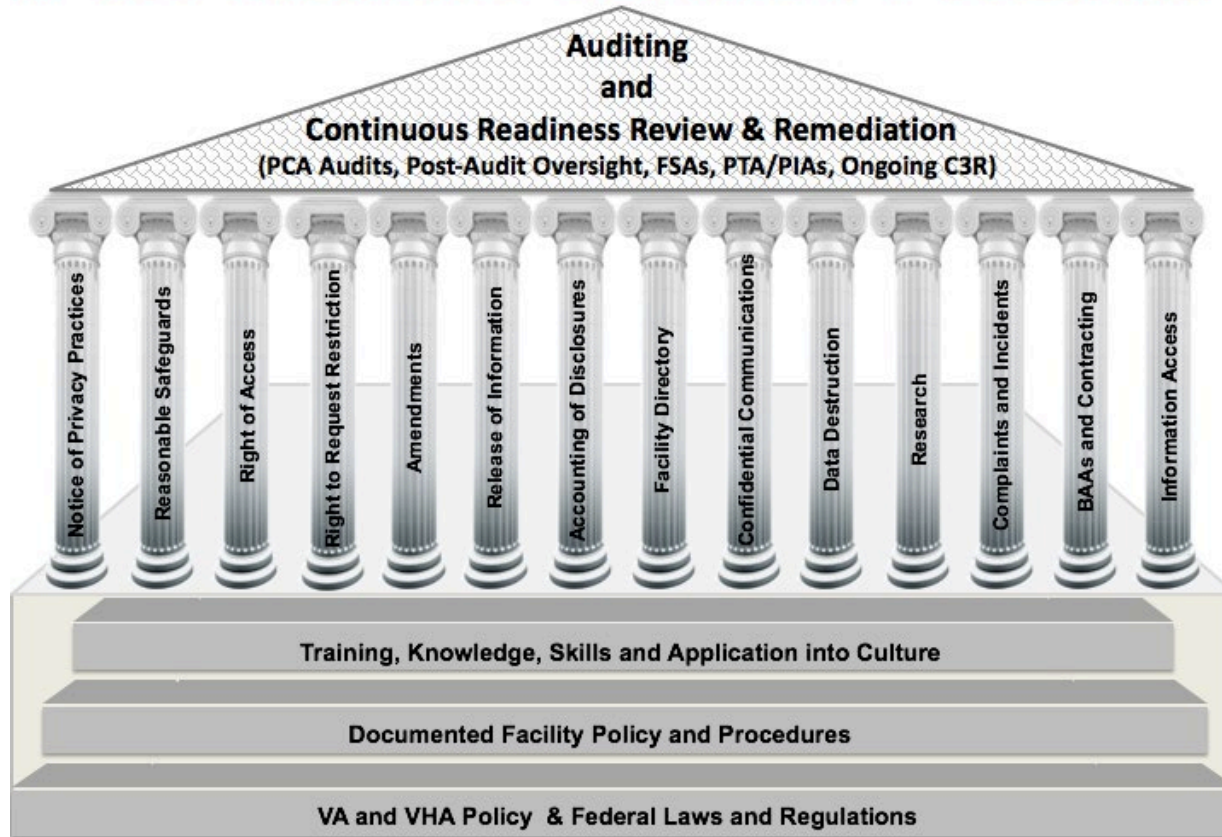 Auditing
and
Continuous Readiness Review & Remediation
(PCA Audits, Post-Audit Oversight, FSAs, PTA/PIAs, Ongoing C3R)
Notice of Privacy Practices
Reasonable Safeguards
Right of Access
Right to Request Restriction
Amendments
Release of Information
Accounting of Disclosures
Facility Directory
Confidential Communications
Data Destruction
Research
Complaints and Incidents
BAAs and Contracting
Information Access
Training, Knowledge, Skills and Application into Culture
Documented Facility Policy and Procedures
VA and VHA Policy & Federal Laws and Regulations